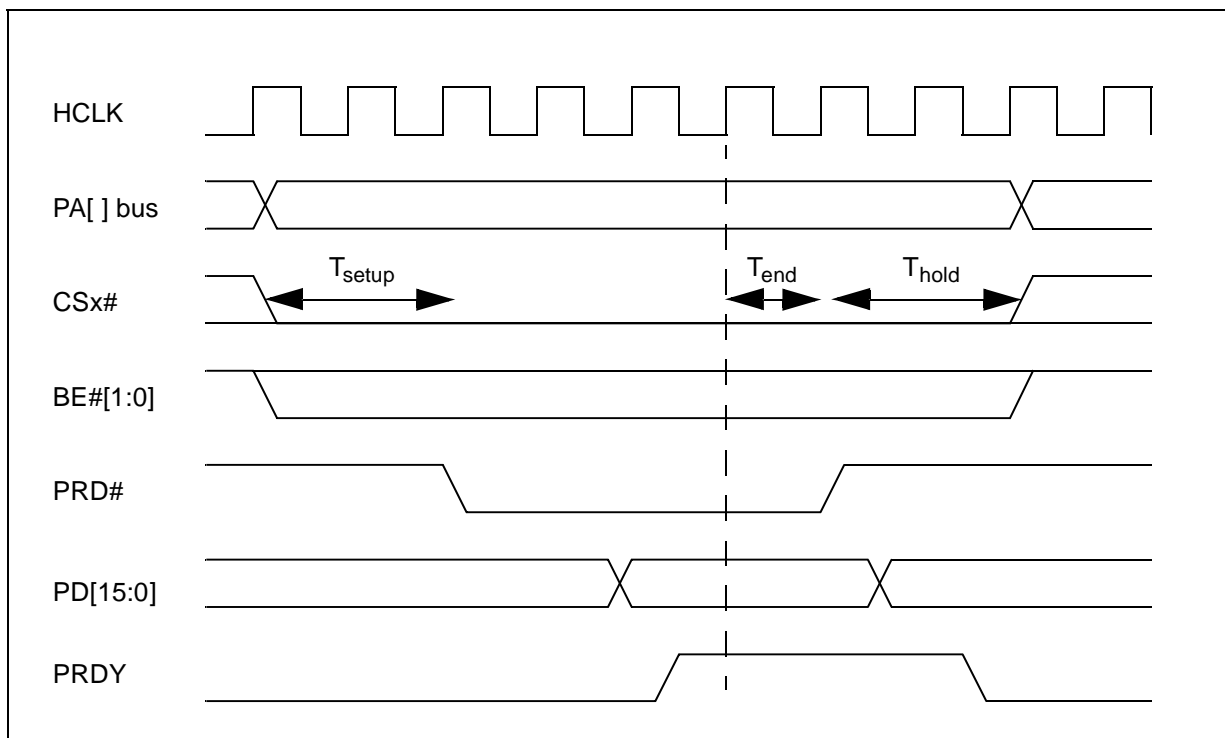 HCLK
PA[ ] bus
Tsetup
Tend
Thold
CSx#
BE#[1:0]
PRD#
PD[15:0]
PRDY